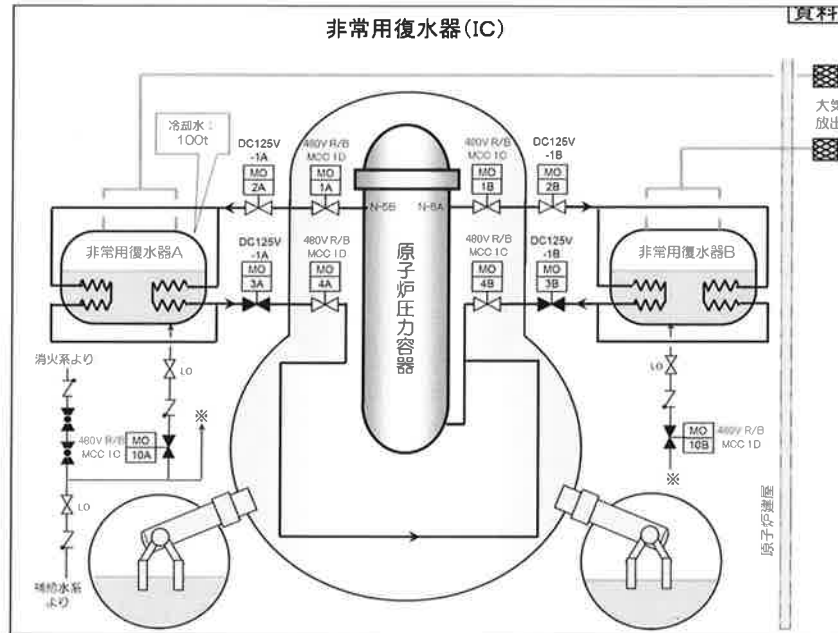 資料
非常用復水器(IC)
大気
放出
冷却水：
100t
DC125V
-1A
MO
2A
480V R/B
MCC 1D
MO
1A
480V R/B
MCC 1C
MO
1B
DC125V
-1B
MO
2B
N-5B
N-6A
非常用復水器A
非常用復水器B
DC125V
-1A
MO
3A
480V R/B
MCC 1D
MO
4A
480V R/B
MCC 1C
MO
4B
DC125V
-1B
MO
3B
原子炉圧力容器
消火系より
LO
LO
※
480V R/B
MCC 1C
MO
10A
MO
10B
480V R/B
MCC 1D
※
LO
原子炉建屋
補給水系
より